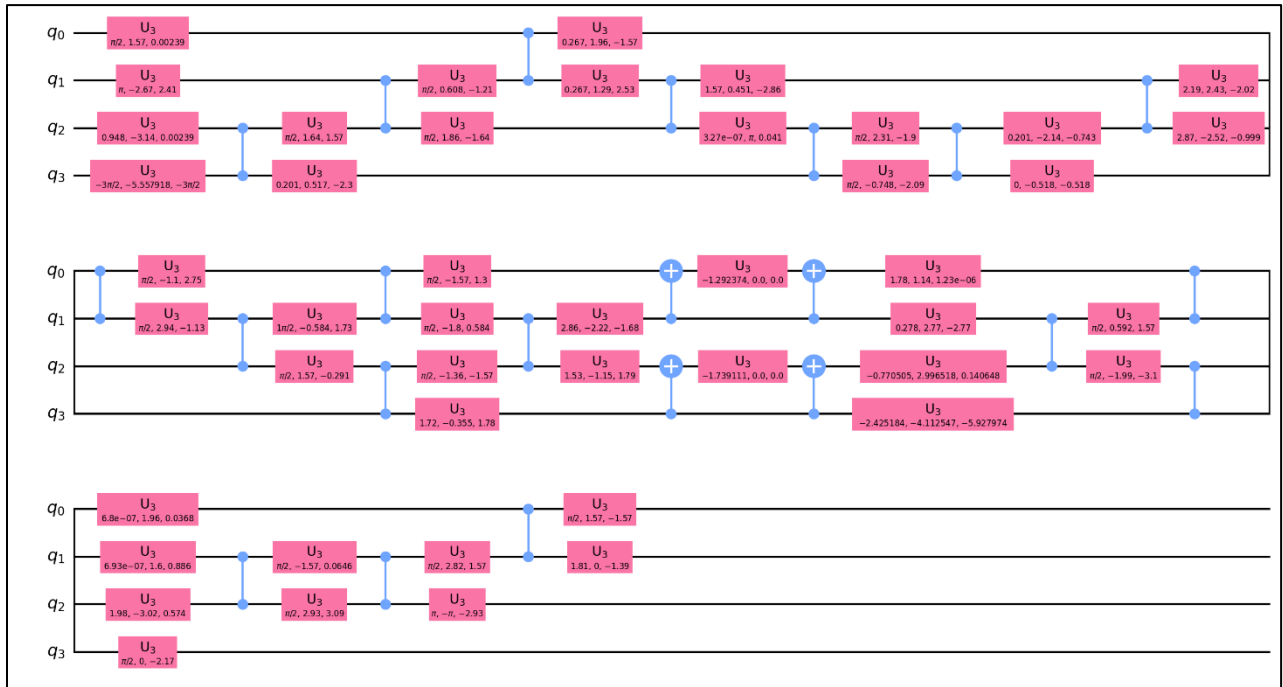 q0
U3
π/2, 1.57, 0.00239
U3
0.267, 1.96, −1.57
q1
U3
π, −2.67, 2.41
U3
π/2, 0.608, −1.21
U3
0.267, 1.29, 2.53
U3
1.57, 0.451, −2.86
U3
2.19, 2.43, −2.02
q2
U3
0.948, −3.14, 0.00239
U3
π/2, 1.64, 1.57
U3
π/2, 1.86, −1.64
U3
3.27e−07, π, 0.041
U3
π/2, 2.31, −1.9
U3
0.201, −2.14, −0.743
U3
2.87, −2.52, −0.999
q3
U3
−3π/2, −5.557918, −3π/2
U3
0.201, 0.517, −2.3
U3
π/2, −0.748, −2.09
U3
0, −0.518, −0.518
q0
U3
π/2, −1.1, 2.75
U3
π/2, −1.57, 1.3
U3
−1.292374, 0.0, 0.0
U3
1.78, 1.14, 1.23e−06
q1
U3
π/2, 2.94, −1.13
U3
1π/2, −0.584, 1.73
U3
π/2, −1.8, 0.584
U3
2.86, −2.22, −1.68
U3
0.278, 2.77, −2.77
U3
π/2, 0.592, 1.57
q2
U3
π/2, 1.57, −0.291
U3
π/2, −1.36, −1.57
U3
1.53, −1.15, 1.79
U3
−1.739111, 0.0, 0.0
U3
−0.770505, 2.996518, 0.140648
U3
π/2, −1.99, −3.1
q3
U3
1.72, −0.355, 1.78
U3
−2.425184, −4.112547, −5.927974
q0
U3
6.8e−07, 1.96, 0.0368
U3
π/2, 1.57, −1.57
q1
U3
6.93e−07, 1.6, 0.886
U3
π/2, −1.57, 0.0646
U3
π/2, 2.82, 1.57
U3
1.81, 0, −1.39
q2
U3
1.98, −3.02, 0.574
U3
π/2, 2.93, 3.09
U3
π, −π, −2.93
q3
U3
π/2, 0, −2.17